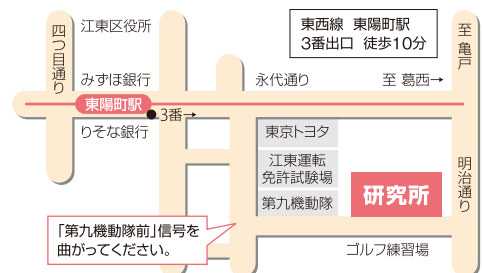 四つ目通り
江東区役所
東西線 東陽町駅
3番出口 徒歩10分
至 亀戸
みずほ銀行
永代通り
至 葛西→
東陽町駅
3番→
りそな銀行
東京トヨタ
江東運転
免許試験場
第九機動隊
研究所
明治通り
「第九機動隊前」信号を
曲がってください。
ゴルフ練習場